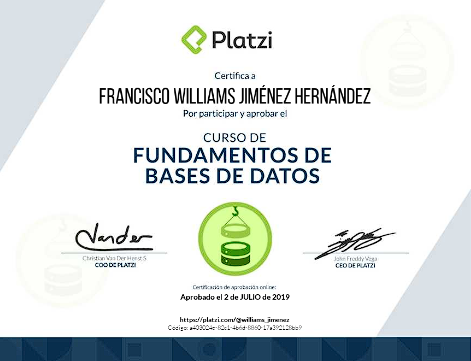 Platzi
Certifica a
FRANCISCO WILLIAMS JIMÉNEZ HERNÁNDEZ
Por participar y aprobar el
CURSO DE
FUNDAMENTOS DE
BASES DE DATOS
Christian Van Der Henst S.
COO DE PLATZI
John Freddy Vega
CEO DE PLATZI
Certificación de aprobación online:
Aprobado el 2 de JULIO de 2019
https://platzi.com/@williams_jimenez
Código: